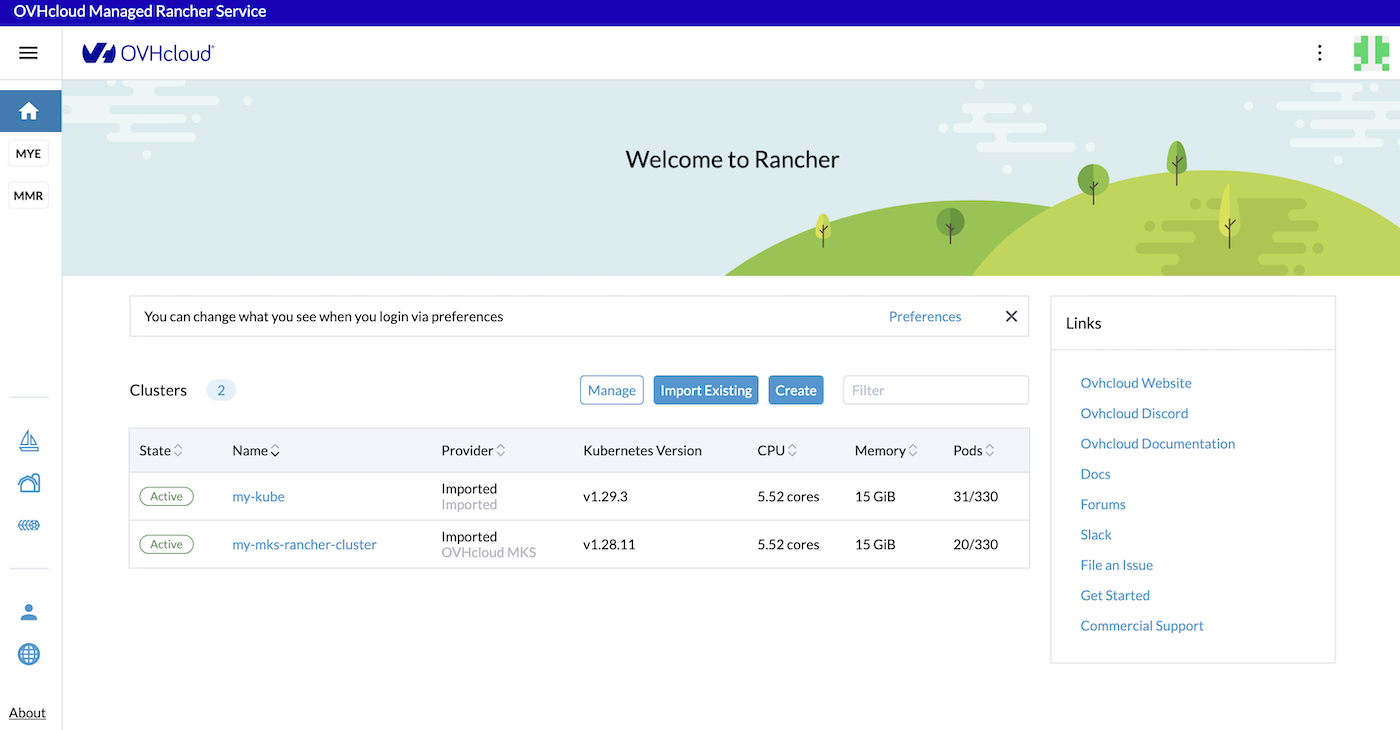 OVHcloud Managed Rancher Service
OVHcloud
MYE
MMR
Welcome to Rancher
You can change what you see when you login via preferences Preferences
Clusters 2 Manage Import Existing Create Filter
State Name Provider Kubernetes Version CPU Memory Pods
Active my-kube Imported Imported v1.29.3 5.52 cores 15 GiB 31/330
Active my-mks-rancher-cluster Imported OVHcloud MKS v1.28.11 5.52 cores 15 GiB 20/330
Links
Ovhcloud Website
Ovhcloud Discord
Ovhcloud Documentation
Docs
Forums
Slack
File an Issue
Get Started
Commercial Support
About